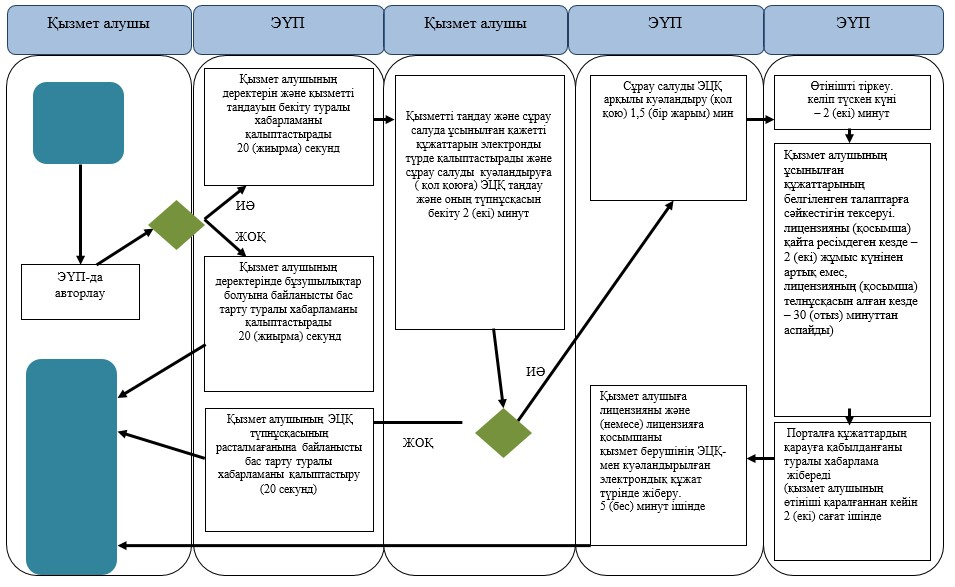 Қызмет алушы
ЭҮП
Қызмет алушы
ЭҮП
ЭҮП
ЭҮП-да
авторлау
Қызмет алушының
деректерін және қызметті
таңдауын бекіту туралы
хабарламаны
қалыптастырады
20 (жиырма) секунд
ИӘ
ЖОҚ
Қызмет алушының
деректерінде бұзушылықтар
болуына байланысты бас
тарту туралы хабарламаны
қалыптастырады
20 (жиырма) секунд
Қызмет алушының ЭЦҚ
түпнұсқасының
расталмағанына байланысты
бас тарту туралы
хабарламаны қалыптастыру
(20 секунд)
Қызметті таңдау және сұрау
салуда ұсынылған қажетті
құжаттарын электронды
түрде қалыптастырады және
сұрау салуды куәландыруға
( қол қоюға) ЭЦҚ таңдау
және оның түпнұсқасын
бекіту 2 (екі) минут
ИӘ
ЖОҚ
Сұрау салуды ЭЦҚ
арқылы куәландыру (қол
қою) 1,5 (бір жарым) мин
Қызмет алушыға
лицензияны және
(немесе) лицензияға
қосымшаны
қызмет берушінің ЭЦҚ-
мен куәландырылған
электрондық құжат
түрінде жіберу.
5 (бес) минут ішінде
Өтінішті тіркеу.
келіп түскен күні
– 2 (екі) минут
Қызмет алушының
ұсынылған
құжаттарының
белгіленген талаптарға
сәйкестігін тексеруі.
лицензияны (қосымша)
қайта ресімдеген кезде –
2 (екі) жұмыс күнінен
артық емес,
лицензияның (қосымша)
телнұсқасын алған кезде
– 30 (отыз) минуттан
аспайды)
Порталға құжаттардың
қарауға қабылданғаны
туралы хабарлама
жібереді
(қызмет алушының
өтініші қаралғаннан кейін
2 (екі) сағат ішінде